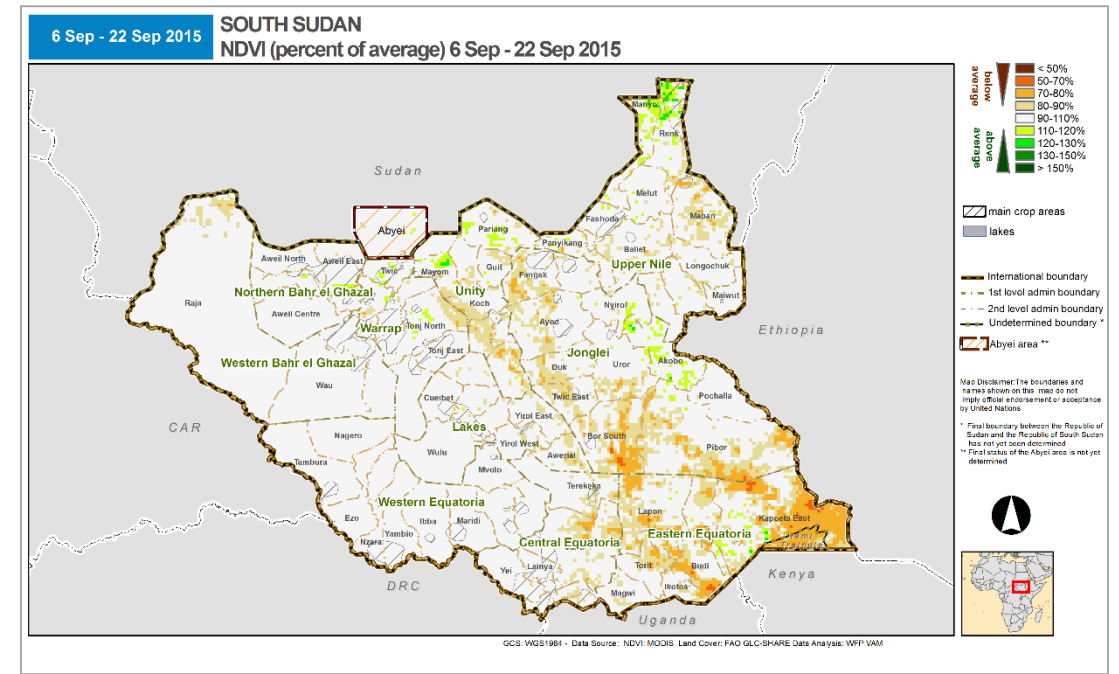 6 Sep - 22 Sep 2015
SOUTH SUDAN
NDVI (percent of average) 6 Sep - 22 Sep 2015
below average
above average
< 50%
50-70%
70-80%
80-90%
90-110%
110-120%
120-130%
130-150%
> 150%
main crop areas
lakes
International boundary
1st level admin boundary
2nd level admin boundary
Undetermined boundary *
Abyei area **
Map Disclaimer:The boundaries and
names shown on this map do not
imply official endorsement or acceptance
by United Nations
* Final boundary between the Republic of
Sudan and the Republic of South Sudan
has not yet been determined
** Final status of the Abyei area is not yet
determined
Manyo
Renk
Sudan
Melut
Maban
Fashoda
Abyei
Pariang
Panyikang
Baliet
Upper Nile
Longochuk
Aweil North
Aweil East
Twic
Mayom
Guit
Fangak
Maiwut
Raja
Northern Bahr el Ghazal
Unity
Koch
Nyirol
Aweil Centre
Warrap
Tonj North
Ayod
Ethiopia
Western Bahr el Ghazal
Tonj East
Jonglei
Duk
Uror
Akobo
Wau
Cueibet
Twic East
Pochalla
CAR
Lakes
Yirol East
Nagero
Wulu
Yirol West
Awerial
Bor South
Pibor
Tambura
Mvolo
Terekeka
Western Equatoria
Lapon
Kapoeta East
Ezo
Ibba
Maridi
Yambio
Nzara
Central Equatoria
Eastern Equatoria
Yei
Lainya
Torit
Budi
Kenya
DRC
Magwi
Ikotos
Uganda
GCS: WGS1984 - Data Source: NDVI: MODIS Land Cover: FAO GLC-SHARE Data Analysis: WFP VAM